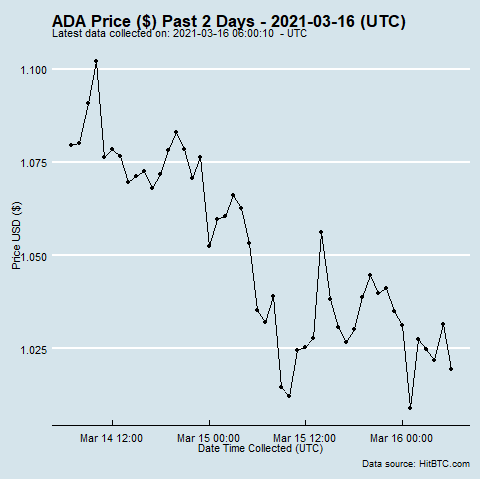 ADA Price ($) Past 2 Days - 2021-03-16 (UTC)
Latest data collected on: 2021-03-16 06:00:10 - UTC
1.100
1.075
1.050
1.025
Price USD ($)
Mar 14 12:00 Mar 15 00:00 Mar 15 12:00 Mar 16 00:00
Date Time Collected (UTC)
Data source: HitBTC.com